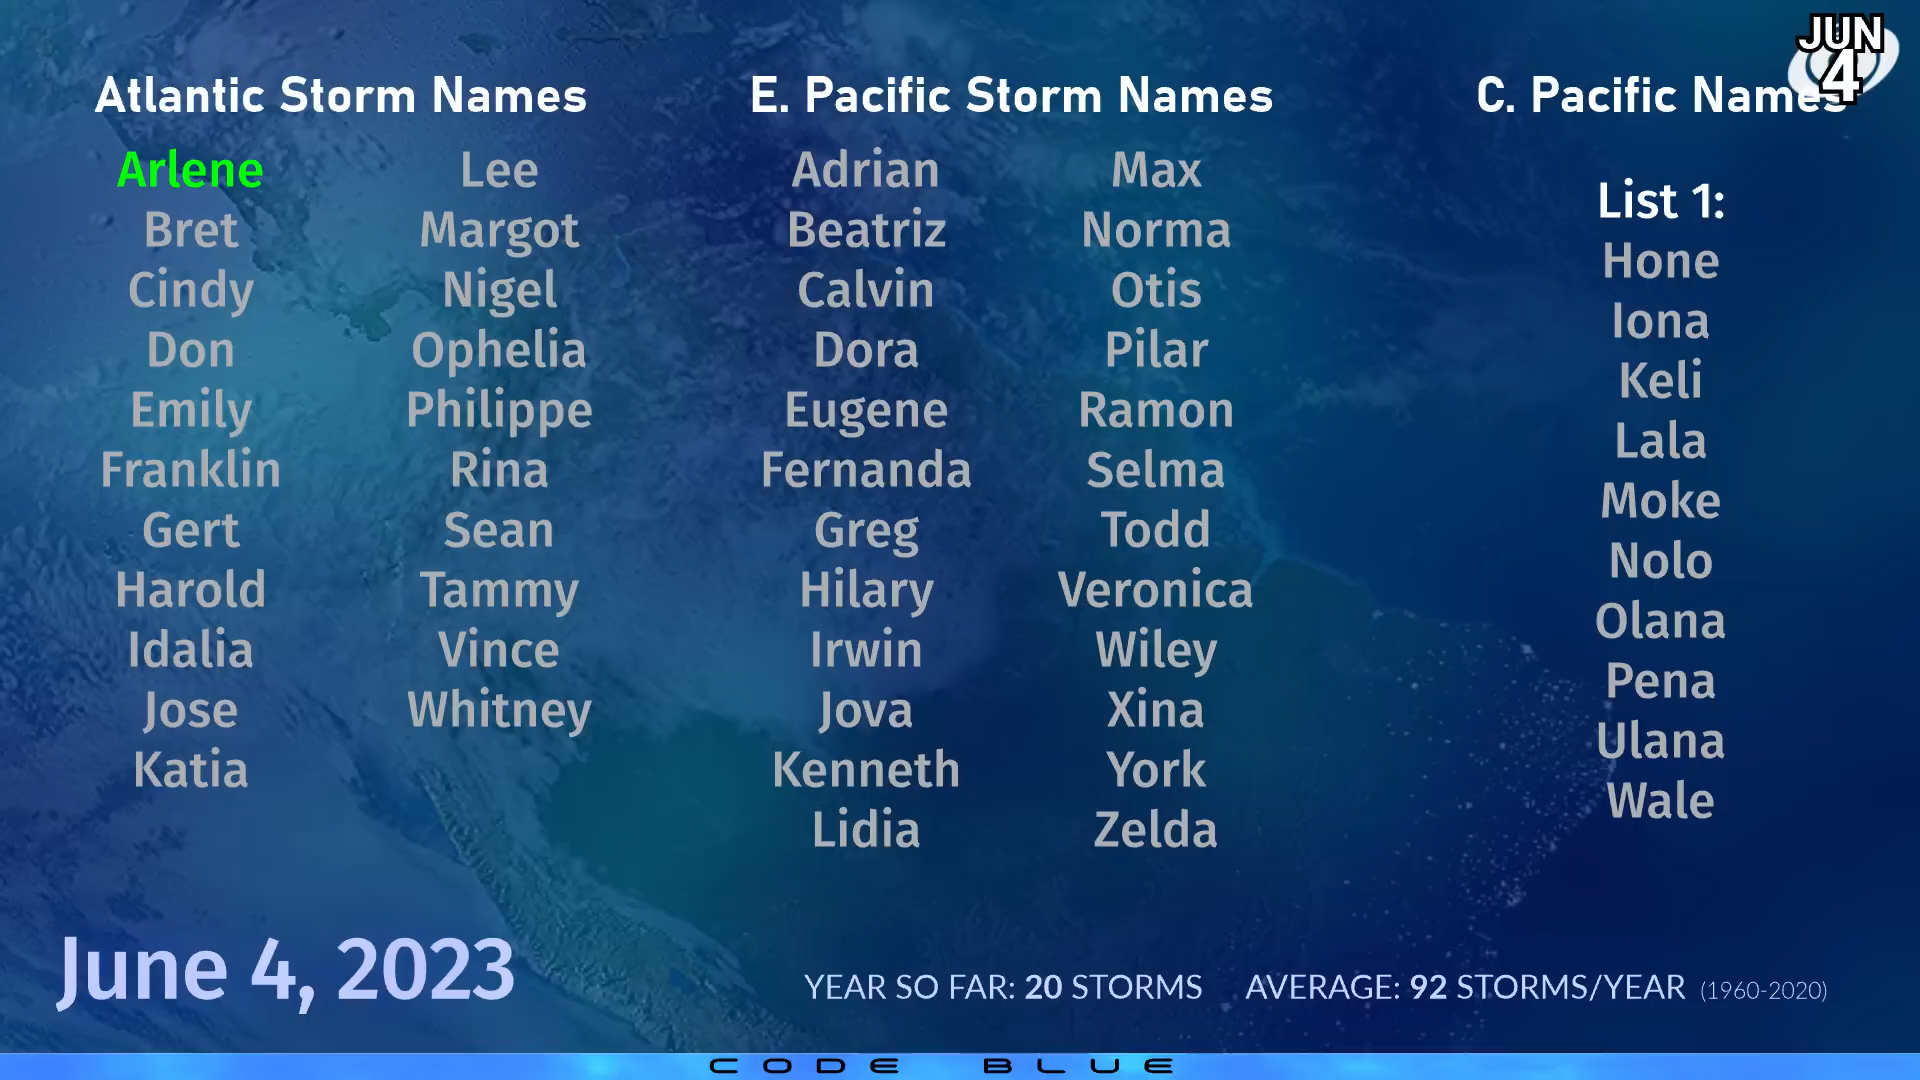 JUN
4
Atlantic Storm Names
Arlene
Bret
Cindy
Don
Emily
Franklin
Gert
Harold
Idalia
Jose
Katia
Lee
Margot
Nigel
Ophelia
Philippe
Rina
Sean
Tammy
Vince
Whitney
E. Pacific Storm Names
Adrian
Beatriz
Calvin
Dora
Eugene
Fernanda
Greg
Hilary
Irwin
Jova
Kenneth
Lidia
Max
Norma
Otis
Pilar
Ramon
Selma
Todd
Veronica
Wiley
Xina
York
Zelda
C. Pacific Names
List 1:
Hone
Iona
Keli
Lala
Moke
Nolo
Olana
Pena
Ulana
Wale
June 4, 2023
YEAR SO FAR: 20 STORMS AVERAGE: 92 STORMS/YEAR (1960-2020)
CODE BLUE